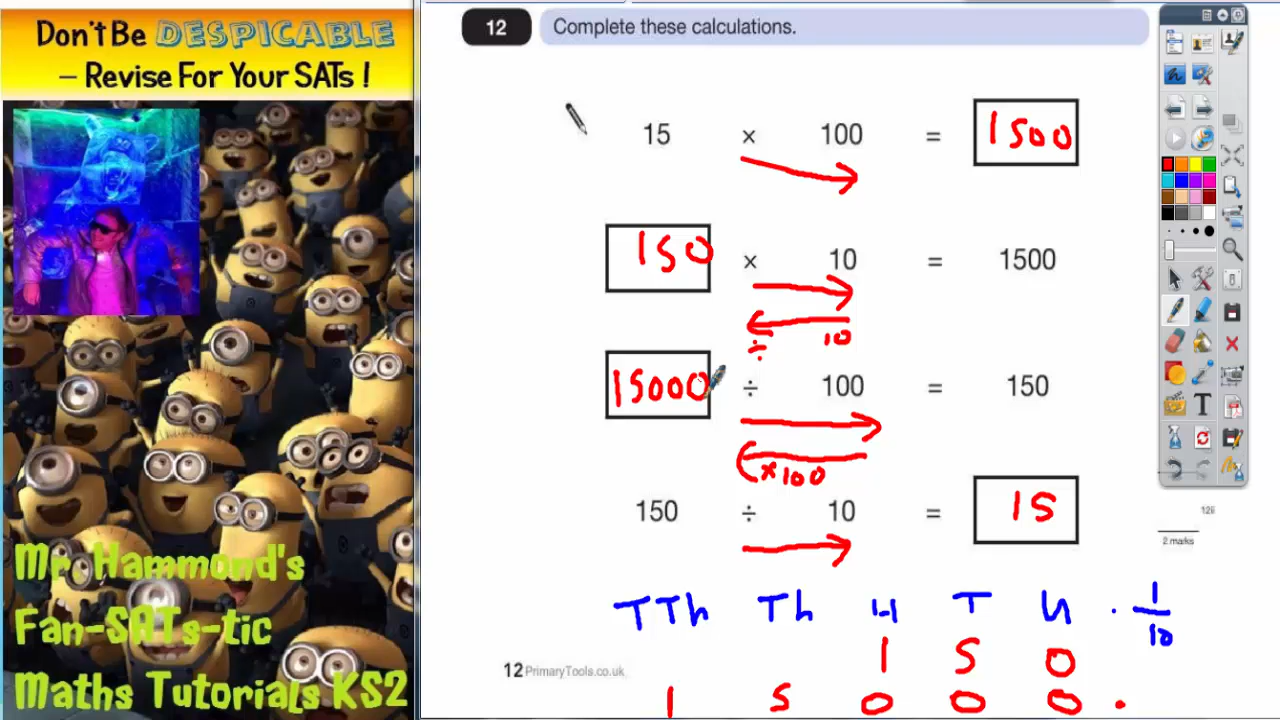 Don't Be DESPICABLE
– Revise For Your SATs !
Mr. Hammond's
Fan-SATs-tic
Maths Tutorials KS2
12 Complete these calculations.
15 × 100 = 1500
150 × 10 = 1500
÷ 10
15000 ÷ 100 = 150
×100
150 ÷ 10 = 15
2 marks
TTh Th H T U . 1/10
1 5 0
1 5 0 0 0 .
12 PrimaryTools.co.uk